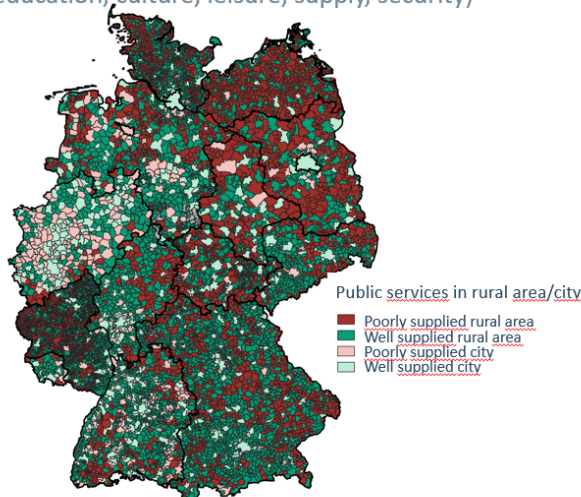 education, culture, leisure, supply, security)
Public services in rural area/city
Poorly supplied rural area
Well supplied rural area
Poorly supplied city
Well supplied city